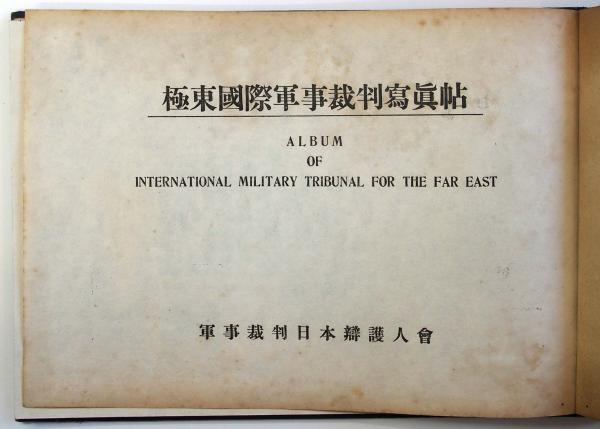 極東國際軍事裁判寫眞帖
ALBUM
OF
INTERNATIONAL MILITARY TRIBUNAL FOR THE FAR EAST
軍事裁判日本辯護人會